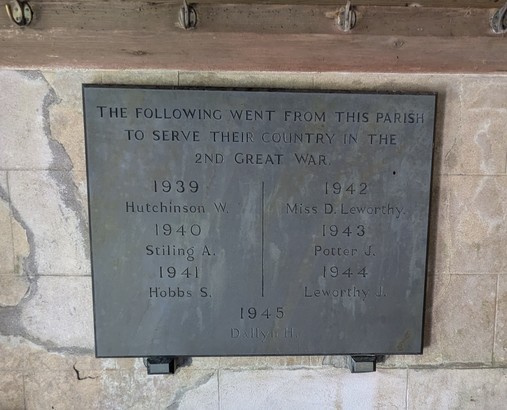 THE FOLLOWING WENT FROM THIS PARISH
TO SERVE THEIR COUNTRY IN THE
2ND GREAT WAR.
1939
Hutchinson W.
1940
Stiling A.
1941
Hobbs S.
1942
Miss D. Leworthy.
1943
Potter J.
1944
Leworthy J.
1945
H.